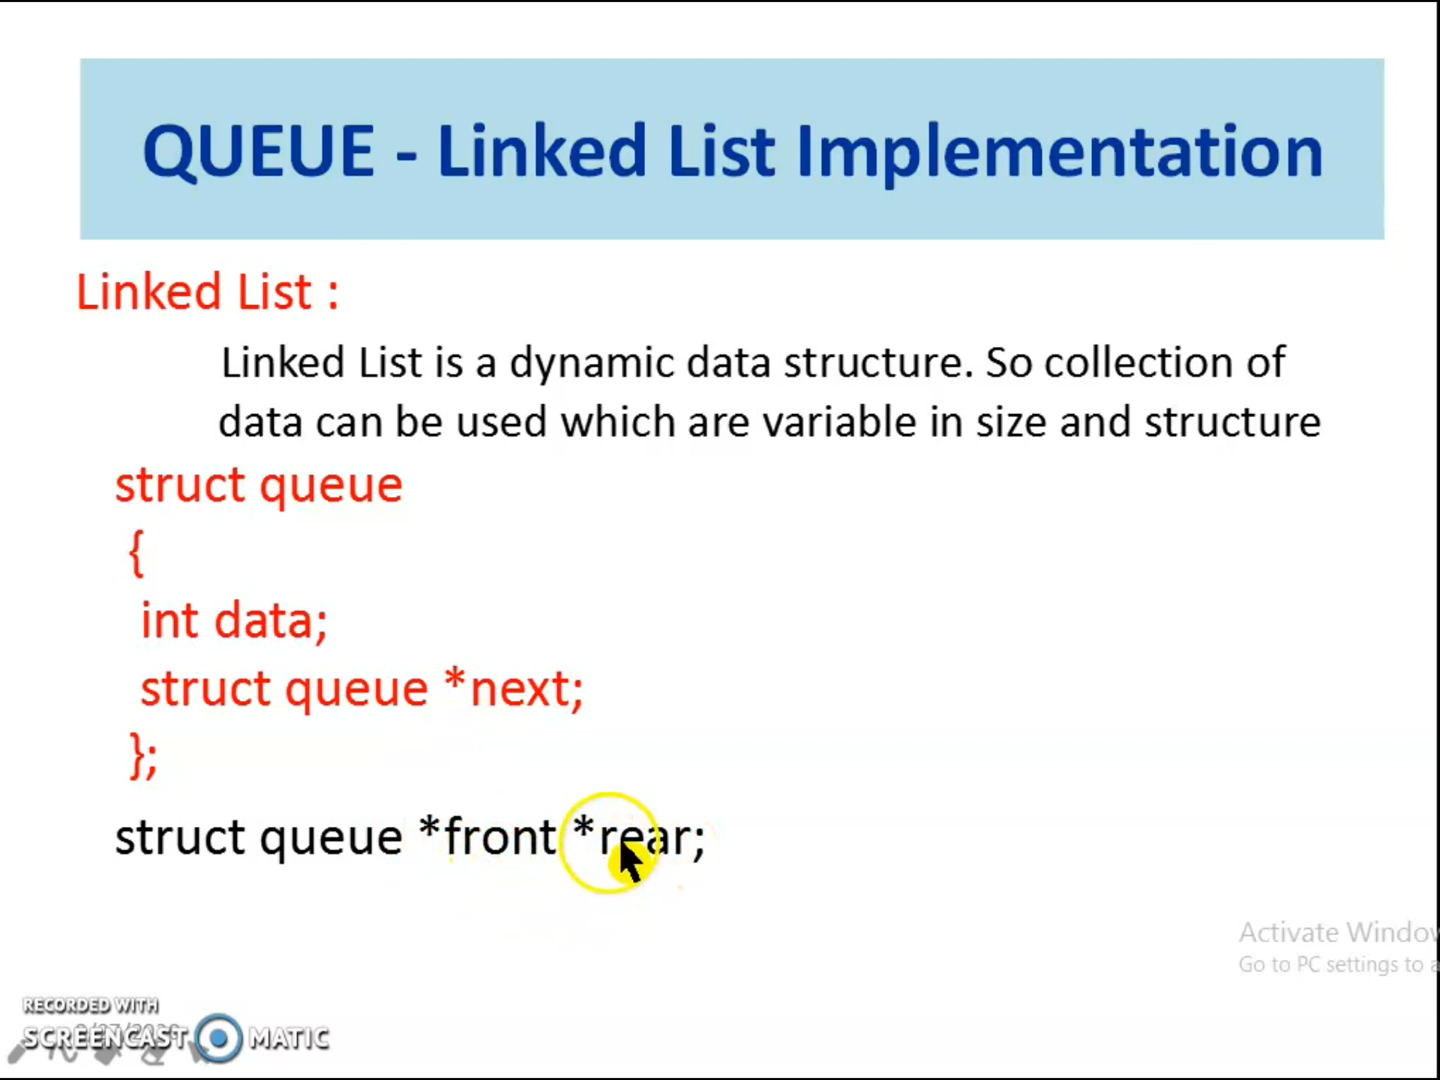 QUEUE - Linked List Implementation
Linked List :
Linked List is a dynamic data structure. So collection of
data can be used which are variable in size and structure
struct queue
{
int data;
struct queue *next;
};
struct queue *front *rear;
Activate Windo
Go to PC settings to a
RECORDED WITH
SCREENCAST MATIC